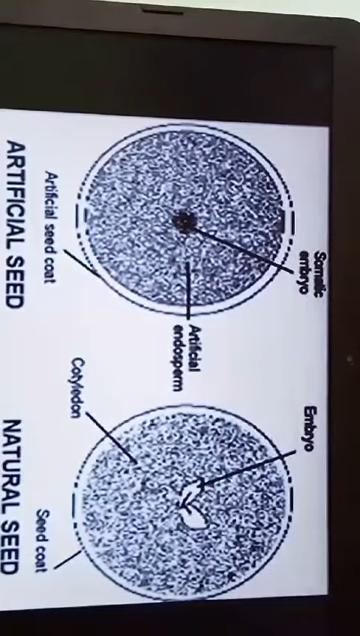 Somatic
embryo
Artificial
endosperm
Artificial seed coat
ARTIFICIAL SEED
Embryo
Cotyledon
Seed coat
NATURAL SEED